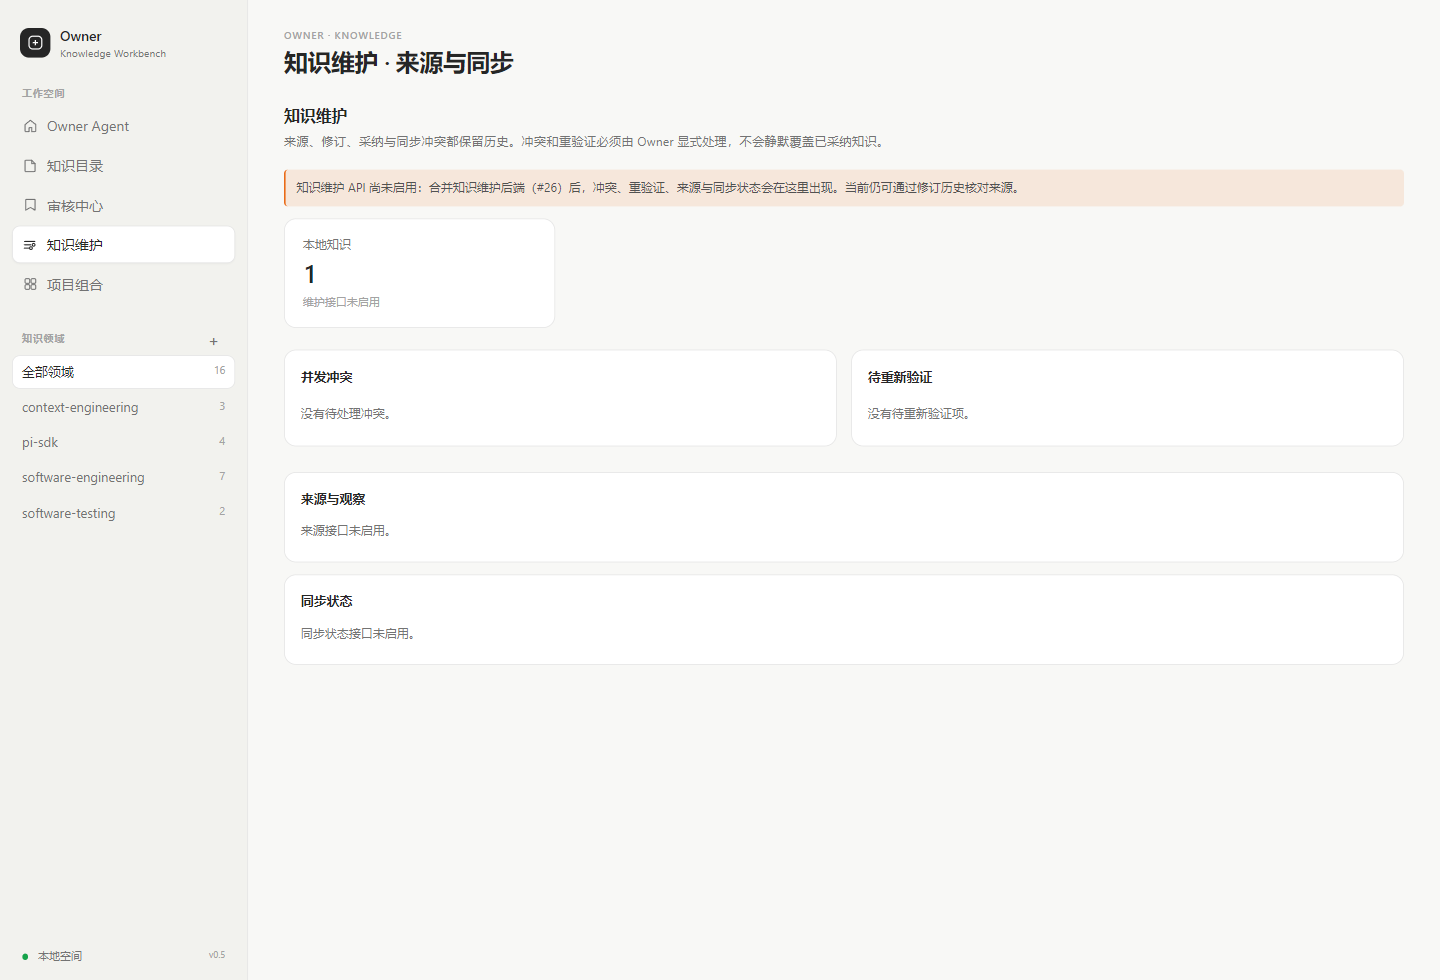 Owner
Knowledge Workbench
工作空间
Owner Agent
知识目录
审核中心
知识维护
项目组合
知识领域
+
全部领域 16
context-engineering 3
pi-sdk 4
software-engineering 7
software-testing 2
本地空间 v0.5
OWNER · KNOWLEDGE
知识维护 · 来源与同步
知识维护
来源、修订、采纳与同步冲突都保留历史。冲突和重验证必须由 Owner 显式处理，不会静默覆盖已采纳知识。
知识维护 API 尚未启用：合并知识维护后端（#26）后，冲突、重验证、来源与同步状态会在这里出现。当前仍可通过修订历史核对来源。
本地知识
1
维护接口未启用
并发冲突
没有待处理冲突。
待重新验证
没有待重新验证项。
来源与观察
来源接口未启用。
同步状态
同步状态接口未启用。